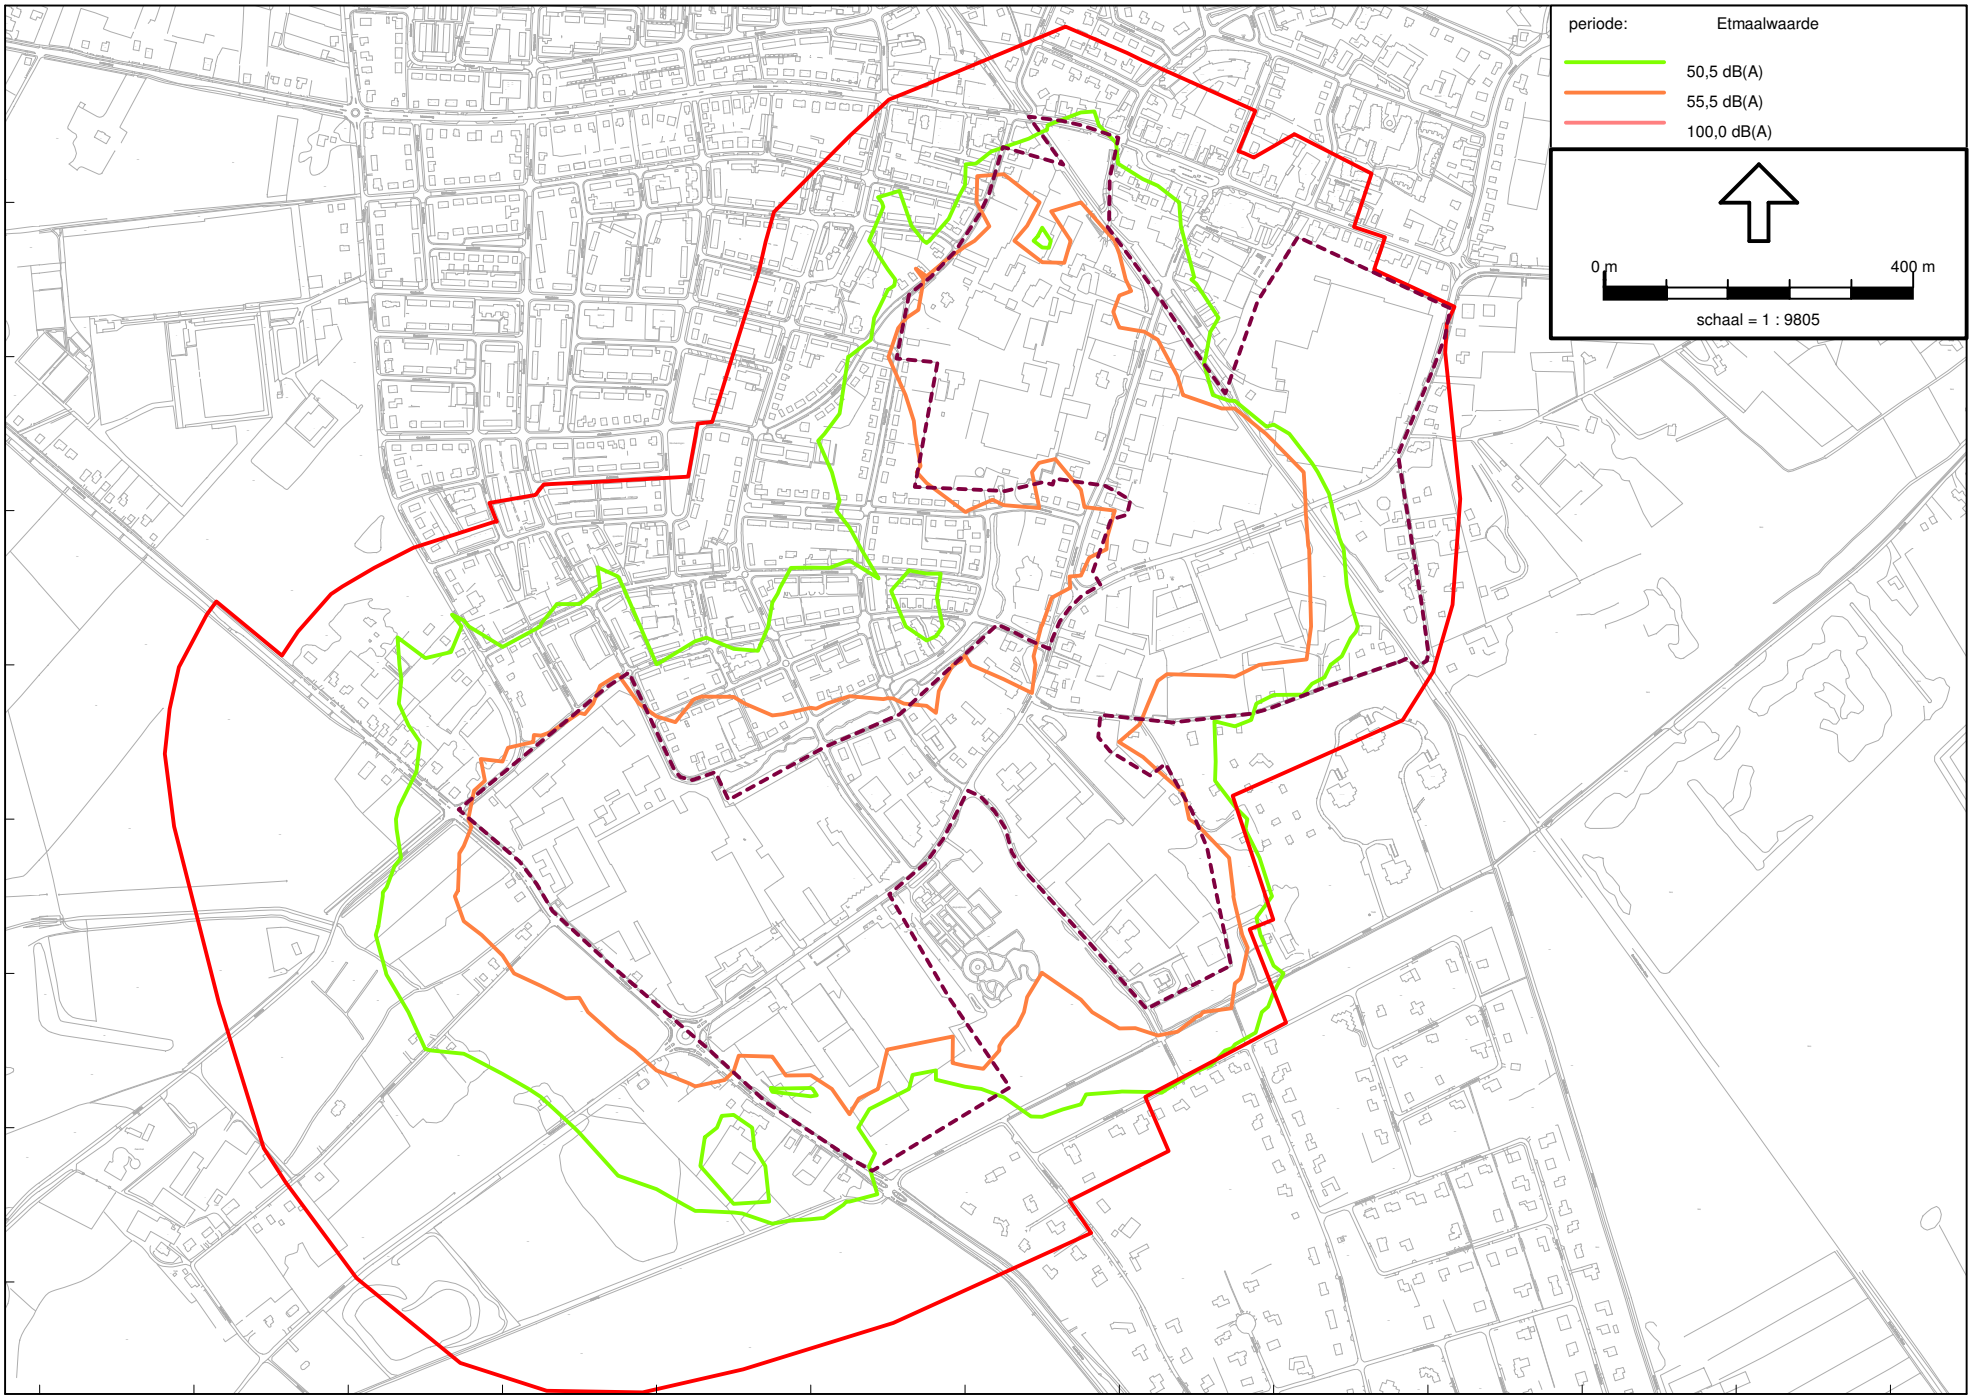 periode: Etmaalwaarde
50,5 dB(A)
55,5 dB(A)
100,0 dB(A)
0 m 400 m
schaal = 1 : 9805